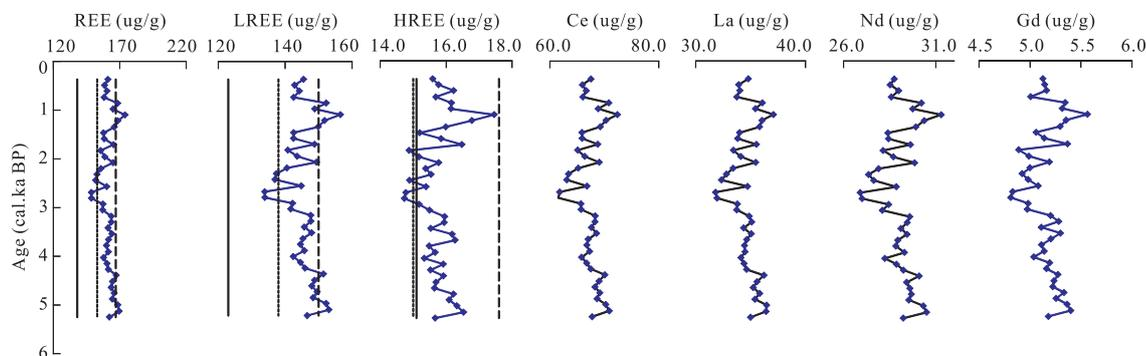 REE (ug/g) LREE (ug/g) HREE (ug/g) Ce (ug/g) La (ug/g) Nd (ug/g) Gd (ug/g)
120 170 220 120 140 160 14.0 16.0 18.0 60.0 80.0 30.0 40.0 26.0 31.0 4.5 5.0 5.5 6.0
0
1
2
3
4
5
6
Age (cal.ka BP)